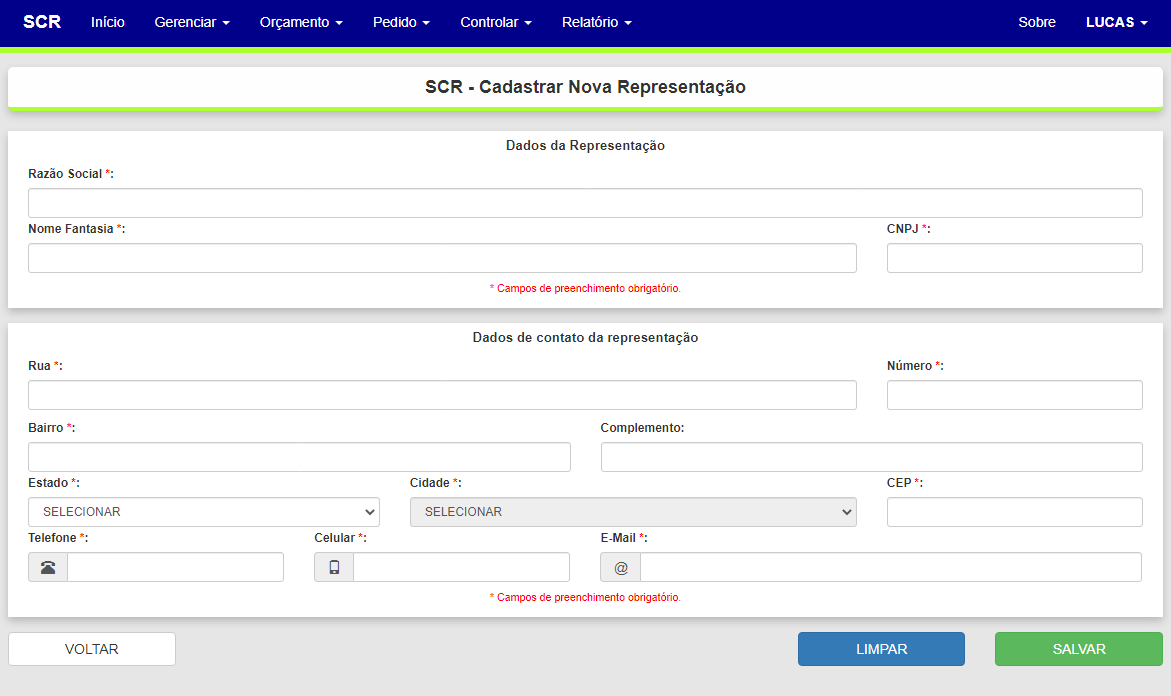 SCR Início Gerenciar Orçamento Pedido Controlar Relatório Sobre LUCAS
SCR - Cadastrar Nova Representação
Dados da Representação
Razão Social *:
Nome Fantasia *: CNPJ *:
* Campos de preenchimento obrigatório.
Dados de contato da representação
Rua *: Número *:
Bairro *: Complemento:
Estado *: Cidade *: CEP *:
SELECIONAR SELECIONAR
Telefone *: Celular *: E-Mail *:
@
* Campos de preenchimento obrigatório.
VOLTAR LIMPAR SALVAR